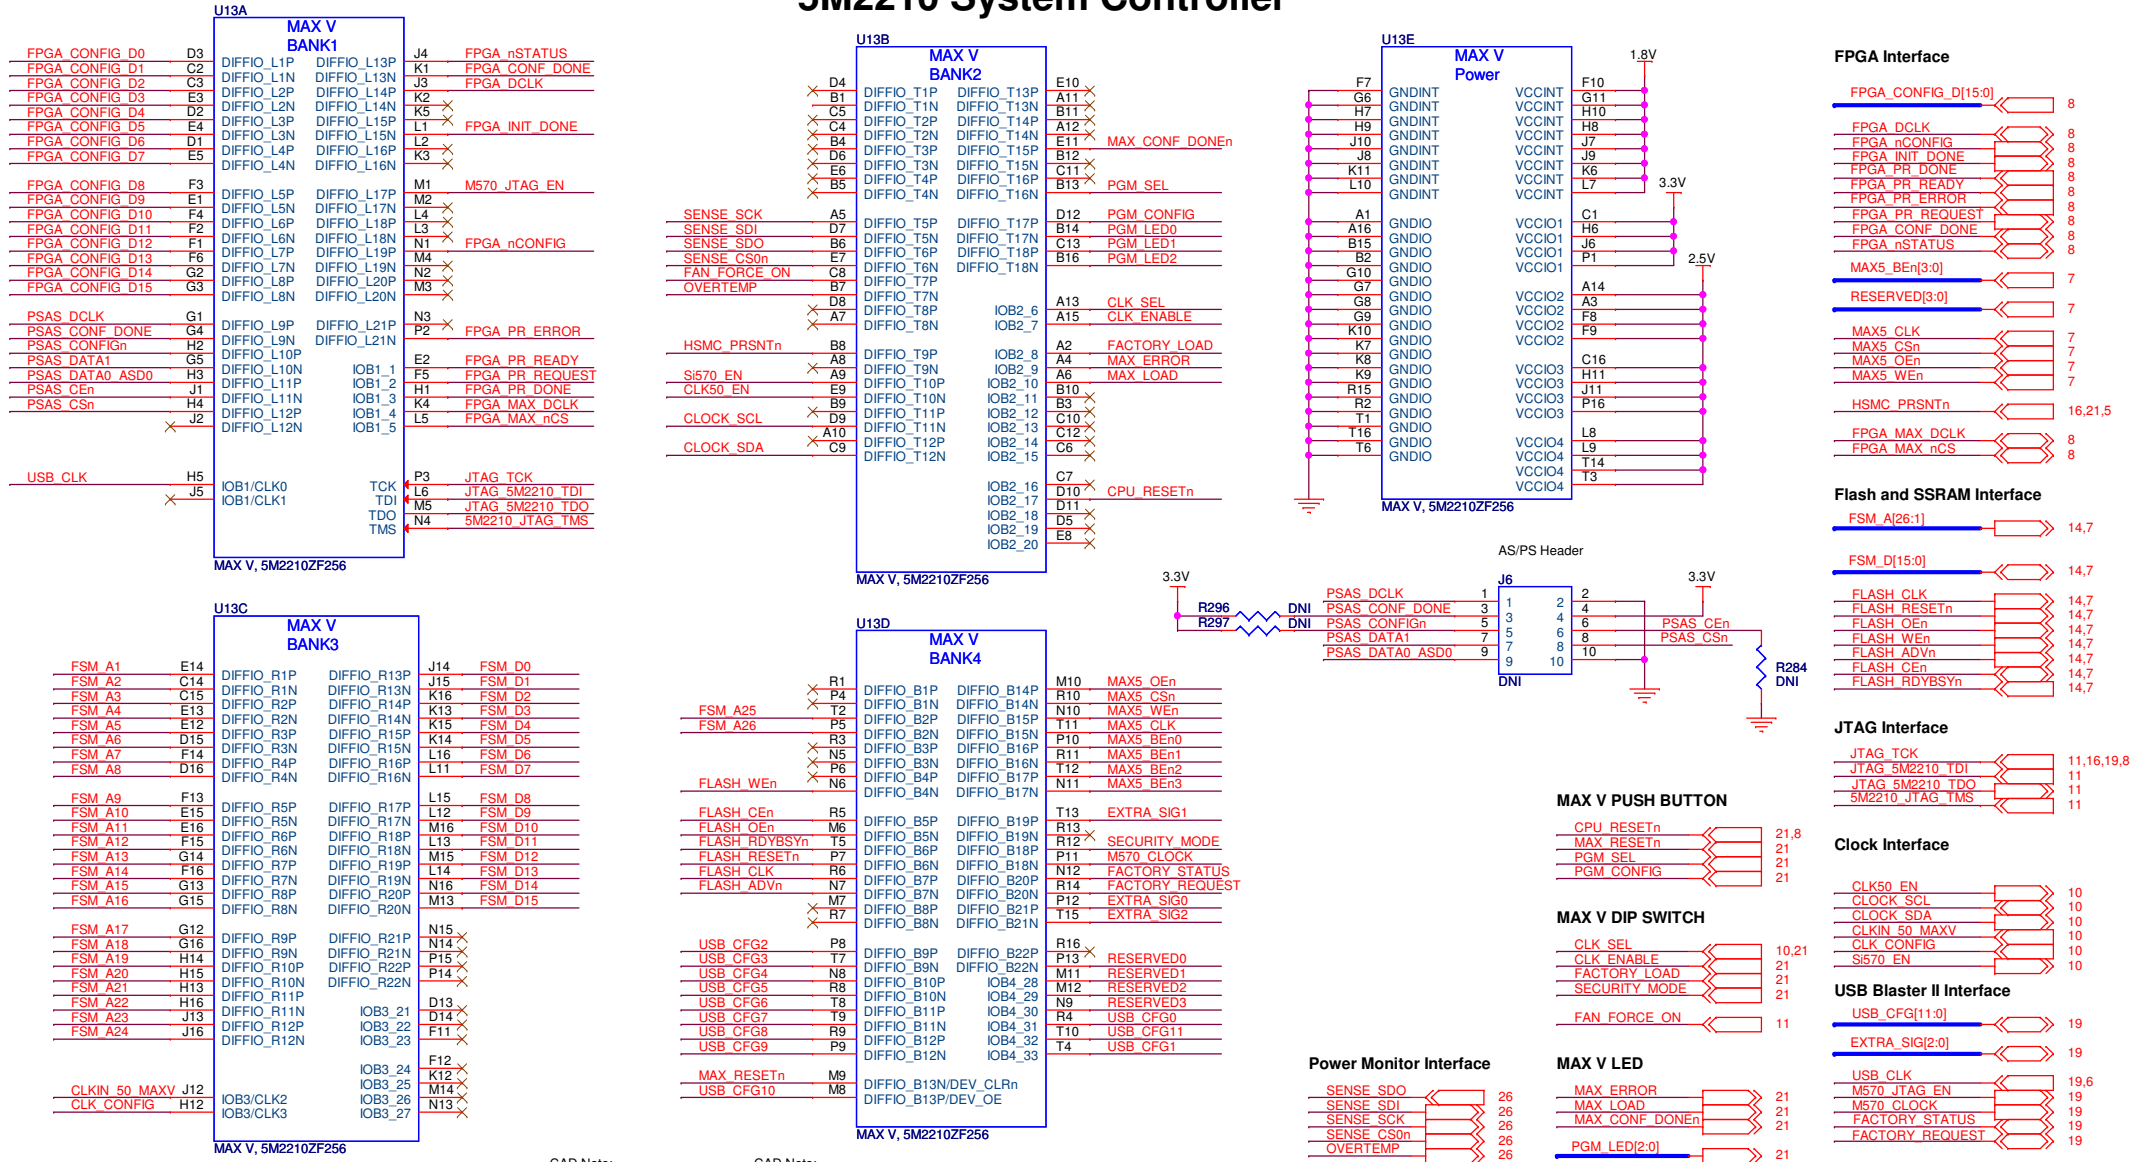 5M2210 System Controller
U13A
MAX V
BANK1
FPGA_CONFIG_D0 D3 DIFFIO_L1P DIFFIO_L13P J4 FPGA_nSTATUS
FPGA_CONFIG_D1 C2 DIFFIO_L1N DIFFIO_L13N K1 FPGA_CONF_DONE
FPGA_CONFIG_D2 C3 DIFFIO_L2P DIFFIO_L14P J3 FPGA_DCLK
FPGA_CONFIG_D3 E3 DIFFIO_L2N DIFFIO_L14N K2
FPGA_CONFIG_D4 D2 DIFFIO_L3P DIFFIO_L15P K5
FPGA_CONFIG_D5 E4 DIFFIO_L3N DIFFIO_L15N L1 FPGA_INIT_DONE
FPGA_CONFIG_D6 D1 DIFFIO_L4P DIFFIO_L16P L2
FPGA_CONFIG_D7 E5 DIFFIO_L4N DIFFIO_L16N K3
FPGA_CONFIG_D8 F3 DIFFIO_L5P DIFFIO_L17P M1 M570_JTAG_EN
FPGA_CONFIG_D9 E1 DIFFIO_L5N DIFFIO_L17N M2
FPGA_CONFIG_D10 F4 DIFFIO_L6P DIFFIO_L18P L4
FPGA_CONFIG_D11 F2 DIFFIO_L6N DIFFIO_L18N L3
FPGA_CONFIG_D12 F1 DIFFIO_L7P DIFFIO_L19P N1 FPGA_nCONFIG
FPGA_CONFIG_D13 F6 DIFFIO_L7N DIFFIO_L19N M4
FPGA_CONFIG_D14 G2 DIFFIO_L8P DIFFIO_L20P N2
FPGA_CONFIG_D15 G3 DIFFIO_L8N DIFFIO_L20N M3
PSAS_DCLK G1 DIFFIO_L9P DIFFIO_L21P N3
PSAS_CONF_DONE G4 DIFFIO_L9N DIFFIO_L21N P2 FPGA_PR_ERROR
PSAS_CONFIGn H2 DIFFIO_L10P
PSAS_DATA1 G5 DIFFIO_L10N IOB1_1 E2 FPGA_PR_READY
PSAS_DATA0_ASD0 H3 DIFFIO_L11P IOB1_2 F5 FPGA_PR_REQUEST
PSAS_CEn J1 DIFFIO_L11N IOB1_3 H1 FPGA_PR_DONE
PSAS_CSn H4 DIFFIO_L12P IOB1_4 K4 FPGA_MAX_DCLK
J2 DIFFIO_L12N IOB1_5 L5 FPGA_MAX_nCS
USB_CLK H5 IOB1/CLK0 TCK P3 JTAG_TCK
J5 IOB1/CLK1 TDI L6 JTAG_5M2210_TDI
TDO M5 JTAG_5M2210_TDO
TMS N4 5M2210_JTAG_TMS
MAX V, 5M2210ZF256
U13B
MAX V
BANK2
D4 DIFFIO_T1P DIFFIO_T13P E10
B1 DIFFIO_T1N DIFFIO_T13N A11
C5 DIFFIO_T2P DIFFIO_T14P B11
C4 DIFFIO_T2N DIFFIO_T14N A12
B4 DIFFIO_T3P DIFFIO_T15P E11 MAX_CONF_DONEn
D6 DIFFIO_T3N DIFFIO_T15N B12
E6 DIFFIO_T4P DIFFIO_T16P C11
B5 DIFFIO_T4N DIFFIO_T16N B13 PGM_SEL
SENSE_SCK A5 DIFFIO_T5P DIFFIO_T17P D12 PGM_CONFIG
SENSE_SDI D7 DIFFIO_T5N DIFFIO_T17N B14 PGM_LED0
SENSE_SDO B6 DIFFIO_T6P DIFFIO_T18P C13 PGM_LED1
SENSE_CS0n E7 DIFFIO_T6N DIFFIO_T18N B16 PGM_LED2
FAN_FORCE_ON C8 DIFFIO_T7P
OVERTEMP B7 DIFFIO_T7N
D8 DIFFIO_T8P IOB2_6 A13 CLK_SEL
A7 DIFFIO_T8N IOB2_7 A15 CLK_ENABLE
HSMC_PRSNTn B8 DIFFIO_T9P IOB2_8 A2 FACTORY_LOAD
A8 DIFFIO_T9N IOB2_9 A4 MAX_ERROR
Si570_EN A9 DIFFIO_T10P IOB2_10 A6 MAX_LOAD
CLK50_EN E9 DIFFIO_T10N IOB2_11 B10
B9 DIFFIO_T11P IOB2_12 B3
CLOCK_SCL D9 DIFFIO_T11N IOB2_13 C10
A10 DIFFIO_T12P IOB2_14 C12
CLOCK_SDA C9 DIFFIO_T12N IOB2_15 C6
IOB2_16 C7
IOB2_17 D10 CPU_RESETn
IOB2_18 D11
IOB2_19 D5
IOB2_20 E8
MAX V, 5M2210ZF256
U13E
MAX V
Power
1.8V
F7 GNDINT VCCINT F10
G6 GNDINT VCCINT G11
H7 GNDINT VCCINT H10
H9 GNDINT VCCINT H8
J10 GNDINT VCCINT J7
J8 GNDINT VCCINT J9
K11 GNDINT VCCINT K6
L10 GNDINT VCCINT L7
3.3V
A1 GNDIO VCCIO1 C1
A16 GNDIO VCCIO1 H6
B15 GNDIO VCCIO1 J6
B2 GNDIO VCCIO1 P1
2.5V
G10 GNDIO
G7 GNDIO VCCIO2 A14
G8 GNDIO VCCIO2 A3
G9 GNDIO VCCIO2 F8
K10 GNDIO VCCIO2 F9
K7 GNDIO
K8 GNDIO VCCIO3 C16
K9 GNDIO VCCIO3 H11
R15 GNDIO VCCIO3 J11
R2 GNDIO VCCIO3 P16
T1 GNDIO
T16 GNDIO VCCIO4 L8
T6 GNDIO VCCIO4 L9
VCCIO4 T14
VCCIO4 T3
MAX V, 5M2210ZF256
AS/PS Header
J6
3.3V
3.3V
PSAS_DCLK 1 1 2 2
R296 DNI PSAS_CONF_DONE 3 3 4 4
R297 DNI PSAS_CONFIGn 5 5 6 6 PSAS_CEn
PSAS_DATA1 7 7 8 8 PSAS_CSn
PSAS_DATA0_ASD0 9 9 10 10
DNI
R284
DNI
U13C
MAX V
BANK3
FSM_A1 E14 DIFFIO_R1P DIFFIO_R13P J14 FSM_D0
FSM_A2 C14 DIFFIO_R1N DIFFIO_R13N J15 FSM_D1
FSM_A3 C15 DIFFIO_R2P DIFFIO_R14P K16 FSM_D2
FSM_A4 E13 DIFFIO_R2N DIFFIO_R14N K13 FSM_D3
FSM_A5 E12 DIFFIO_R3P DIFFIO_R15P K15 FSM_D4
FSM_A6 D15 DIFFIO_R3N DIFFIO_R15N K14 FSM_D5
FSM_A7 F14 DIFFIO_R4P DIFFIO_R16P L16 FSM_D6
FSM_A8 D16 DIFFIO_R4N DIFFIO_R16N L11 FSM_D7
FSM_A9 F13 DIFFIO_R5P DIFFIO_R17P L15 FSM_D8
FSM_A10 E15 DIFFIO_R5N DIFFIO_R17N L12 FSM_D9
FSM_A11 E16 DIFFIO_R6P DIFFIO_R18P M16 FSM_D10
FSM_A12 F15 DIFFIO_R6N DIFFIO_R18N L13 FSM_D11
FSM_A13 G14 DIFFIO_R7P DIFFIO_R19P M15 FSM_D12
FSM_A14 F16 DIFFIO_R7N DIFFIO_R19N L14 FSM_D13
FSM_A15 G13 DIFFIO_R8P DIFFIO_R20P N16 FSM_D14
FSM_A16 G15 DIFFIO_R8N DIFFIO_R20N M13 FSM_D15
FSM_A17 G12 DIFFIO_R9P DIFFIO_R21P N15
FSM_A18 G16 DIFFIO_R9N DIFFIO_R21N N14
FSM_A19 H14 DIFFIO_R10P DIFFIO_R22P P15
FSM_A20 H15 DIFFIO_R10N DIFFIO_R22N P14
FSM_A21 H13 DIFFIO_R11P
FSM_A22 H16 DIFFIO_R11N IOB3_21 D13
FSM_A23 J13 DIFFIO_R12P IOB3_22 D14
FSM_A24 J16 DIFFIO_R12N IOB3_23 F11
IOB3_24 F12
IOB3_25 K12
CLKIN_50_MAXV J12 IOB3/CLK2 IOB3_26 M14
CLK_CONFIG H12 IOB3/CLK3 IOB3_27 N13
MAX V, 5M2210ZF256
U13D
MAX V
BANK4
R1 DIFFIO_B1P DIFFIO_B14P M10 MAX5_OEn
P4 DIFFIO_B1N DIFFIO_B14N R10 MAX5_CSn
FSM_A25 T2 DIFFIO_B2P DIFFIO_B15P N10 MAX5_WEn
FSM_A26 P5 DIFFIO_B2N DIFFIO_B15N T11 MAX5_CLK
R3 DIFFIO_B3P DIFFIO_B16P P10 MAX5_BEn0
N5 DIFFIO_B3N DIFFIO_B16N R11 MAX5_BEn1
P6 DIFFIO_B4P DIFFIO_B17P T12 MAX5_BEn2
FLASH_WEn N6 DIFFIO_B4N DIFFIO_B17N N11 MAX5_BEn3
FLASH_CEn R5 DIFFIO_B5P DIFFIO_B19P T13 EXTRA_SIG1
FLASH_OEn M6 DIFFIO_B5N DIFFIO_B19N R13
FLASH_RDYBSYn T5 DIFFIO_B6P DIFFIO_B18P R12 SECURITY_MODE
FLASH_RESETn P7 DIFFIO_B6N DIFFIO_B18N P11 M570_CLOCK
FLASH_CLK R6 DIFFIO_B7P DIFFIO_B20P N12 FACTORY_STATUS
FLASH_ADVn N7 DIFFIO_B7N DIFFIO_B20N R14 FACTORY_REQUEST
M7 DIFFIO_B8P DIFFIO_B21P P12 EXTRA_SIG0
R7 DIFFIO_B8N DIFFIO_B21N T15 EXTRA_SIG2
USB_CFG2 P8 DIFFIO_B9P DIFFIO_B22P R16
USB_CFG3 T7 DIFFIO_B9N DIFFIO_B22N P13 RESERVED0
USB_CFG4 N8 DIFFIO_B10P IOB4_28 M11 RESERVED1
USB_CFG5 R8 DIFFIO_B10N IOB4_29 M12 RESERVED2
USB_CFG6 T8 DIFFIO_B11P IOB4_30 N9 RESERVED3
USB_CFG7 T9 DIFFIO_B11N IOB4_31 R4 USB_CFG0
USB_CFG8 R9 DIFFIO_B12P IOB4_32 T10 USB_CFG11
USB_CFG9 P9 DIFFIO_B12N IOB4_33 T4 USB_CFG1
MAX_RESETn M9 DIFFIO_B13N/DEV_CLRn
USB_CFG10 M8 DIFFIO_B13P/DEV_OE
MAX V, 5M2210ZF256
CAD Note: CAD Note:
Power Monitor Interface
SENSE_SDO 26
SENSE_SDI 26
SENSE_SCK 26
SENSE_CS0n 26
OVERTEMP 26
MAX V PUSH BUTTON
CPU_RESETn 21,8
MAX_RESETn 21
PGM_SEL 21
PGM_CONFIG 21
MAX V DIP SWITCH
CLK_SEL 10,21
CLK_ENABLE 21
FACTORY_LOAD 21
SECURITY_MODE 21
FAN_FORCE_ON 11
MAX V LED
MAX_ERROR 21
MAX_LOAD 21
MAX_CONF_DONEn 21
PGM_LED[2:0] 21
FPGA Interface
FPGA_CONFIG_D[15:0] 8
FPGA_DCLK 8
FPGA_nCONFIG 8
FPGA_INIT_DONE 8
FPGA_PR_DONE 8
FPGA_PR_READY 8
FPGA_PR_ERROR 8
FPGA_PR_REQUEST 8
FPGA_CONF_DONE 8
FPGA_nSTATUS 8
MAX5_BEn[3:0] 7
RESERVED[3:0] 7
MAX5_CLK 7
MAX5_CSn 7
MAX5_OEn 7
MAX5_WEn 7
HSMC_PRSNTn 16,21,5
FPGA_MAX_DCLK 8
FPGA_MAX_nCS 8
Flash and SSRAM Interface
FSM_A[26:1] 14,7
FSM_D[15:0] 14,7
FLASH_CLK 14,7
FLASH_RESETn 14,7
FLASH_OEn 14,7
FLASH_WEn 14,7
FLASH_ADVn 14,7
FLASH_CEn 14,7
FLASH_RDYBSYn 14,7
JTAG Interface
JTAG_TCK 11,16,19,8
JTAG_5M2210_TDI 11
JTAG_5M2210_TDO 11
5M2210_JTAG_TMS 11
Clock Interface
CLK50_EN 10
CLOCK_SCL 10
CLOCK_SDA 10
CLKIN_50_MAXV 10
CLK_CONFIG 10
Si570_EN 10
USB Blaster II Interface
USB_CFG[11:0] 19
EXTRA_SIG[2:0] 19
USB_CLK 19,6
M570_JTAG_EN 19
M570_CLOCK 19
FACTORY_STATUS 19
FACTORY_REQUEST 19